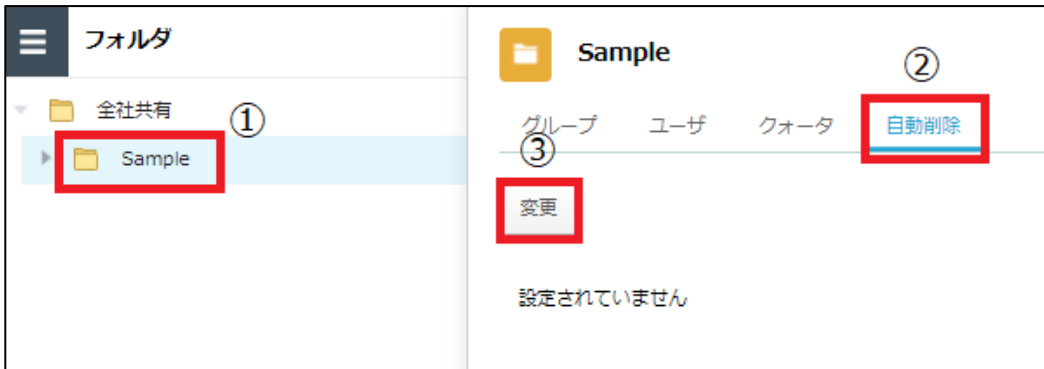 フォルダ
全社共有
①
Sample
Sample
②
グループ ユーザ クォータ 自動削除
③
変更
設定されていません